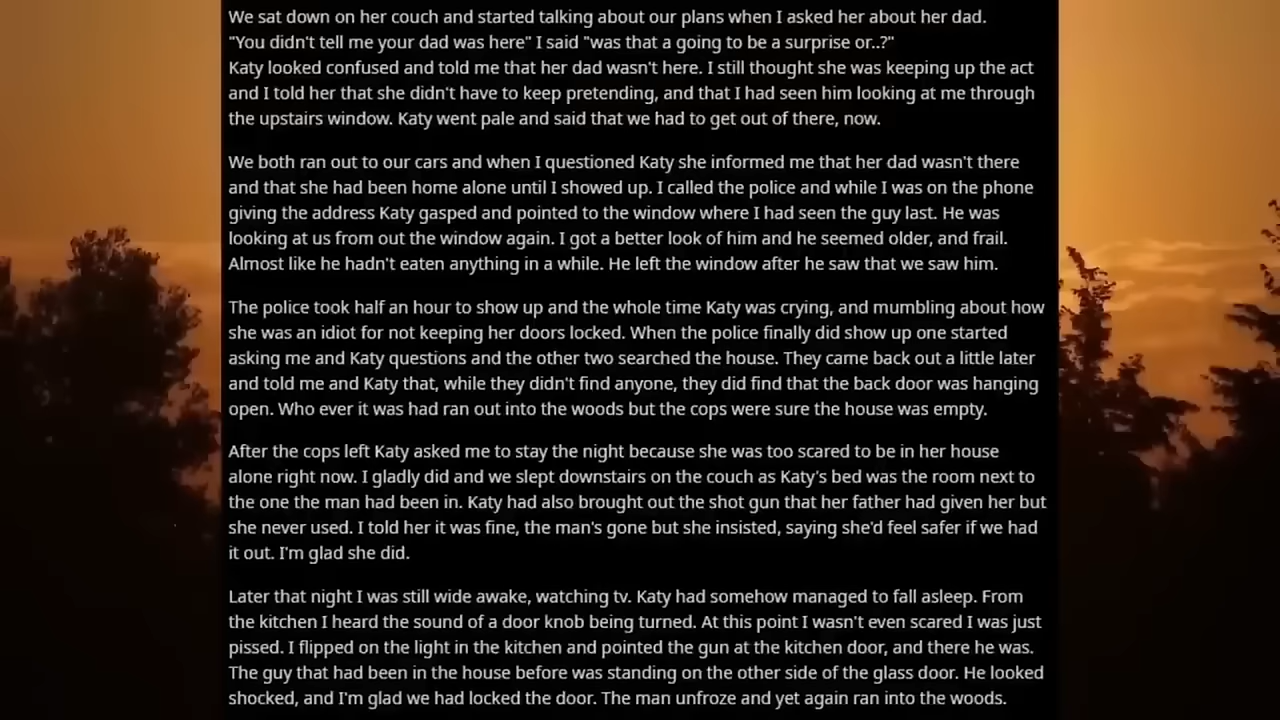 We sat down on her couch and started talking about our plans when I asked her about her dad.
"You didn't tell me your dad was here" I said "was that a going to be a surprise or..?"
Katy looked confused and told me that her dad wasn't here. I still thought she was keeping up the act
and I told her that she didn't have to keep pretending, and that I had seen him looking at me through
the upstairs window. Katy went pale and said that we had to get out of there, now.
We both ran out to our cars and when I questioned Katy she informed me that her dad wasn't there
and that she had been home alone until I showed up. I called the police and while I was on the phone
giving the address Katy gasped and pointed to the window where I had seen the guy last. He was
looking at us from out the window again. I got a better look of him and he seemed older, and frail.
Almost like he hadn't eaten anything in a while. He left the window after he saw that we saw him.
The police took half an hour to show up and the whole time Katy was crying, and mumbling about how
she was an idiot for not keeping her doors locked. When the police finally did show up one started
asking me and Katy questions and the other two searched the house. They came back out a little later
and told me and Katy that, while they didn't find anyone, they did find that the back door was hanging
open. Who ever it was had ran out into the woods but the cops were sure the house was empty.
After the cops left Katy asked me to stay the night because she was too scared to be in her house
alone right now. I gladly did and we slept downstairs on the couch as Katy's bed was the room next to
the one the man had been in. Katy had also brought out the shot gun that her father had given her but
she never used. I told her it was fine, the man's gone but she insisted, saying she'd feel safer if we had
it out. I'm glad she did.
Later that night I was still wide awake, watching tv. Katy had somehow managed to fall asleep. From
the kitchen I heard the sound of a door knob being turned. At this point I wasn't even scared I was just
pissed. I flipped on the light in the kitchen and pointed the gun at the kitchen door, and there he was.
The guy that had been in the house before was standing on the other side of the glass door. He looked
shocked, and I'm glad we had locked the door. The man unfroze and yet again ran into the woods.